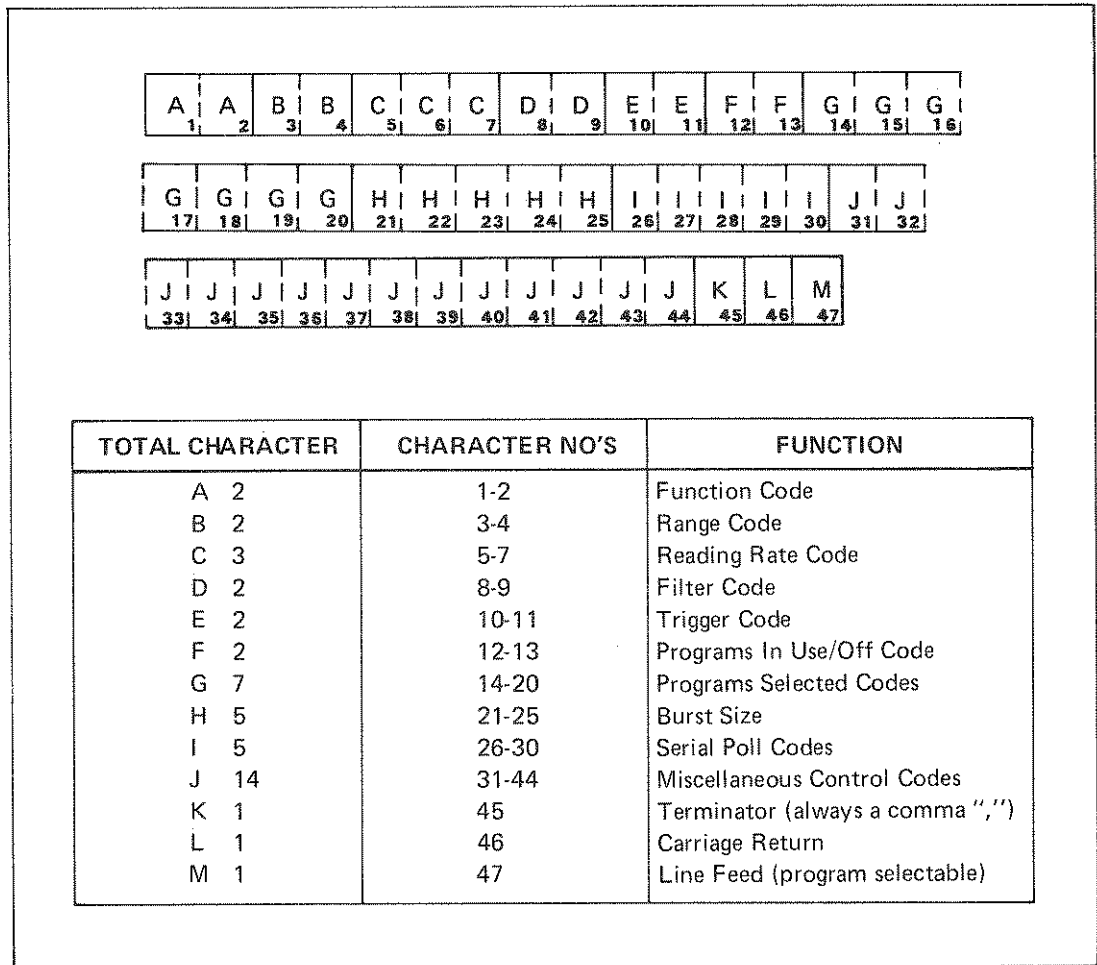 A A B B C C C D D E E F F G G G
1 2 3 4 5 6 7 8 9 10 11 12 13 14 15 16
G G G G H H H H H I I I I I J J
17 18 19 20 21 22 23 24 25 26 27 28 29 30 31 32
J J J J J J J J J J J J K L M
33 34 35 36 37 38 39 40 41 42 43 44 45 46 47
TOTAL CHARACTER CHARACTER NO'S FUNCTION
A 2 1-2 Function Code
B 2 3-4 Range Code
C 3 5-7 Reading Rate Code
D 2 8-9 Filter Code
E 2 10-11 Trigger Code
F 2 12-13 Programs In Use/Off Code
G 7 14-20 Programs Selected Codes
H 5 21-25 Burst Size
I 5 26-30 Serial Poll Codes
J 14 31-44 Miscellaneous Control Codes
K 1 45 Terminator (always a comma ",")
L 1 46 Carriage Return
M 1 47 Line Feed (program selectable)